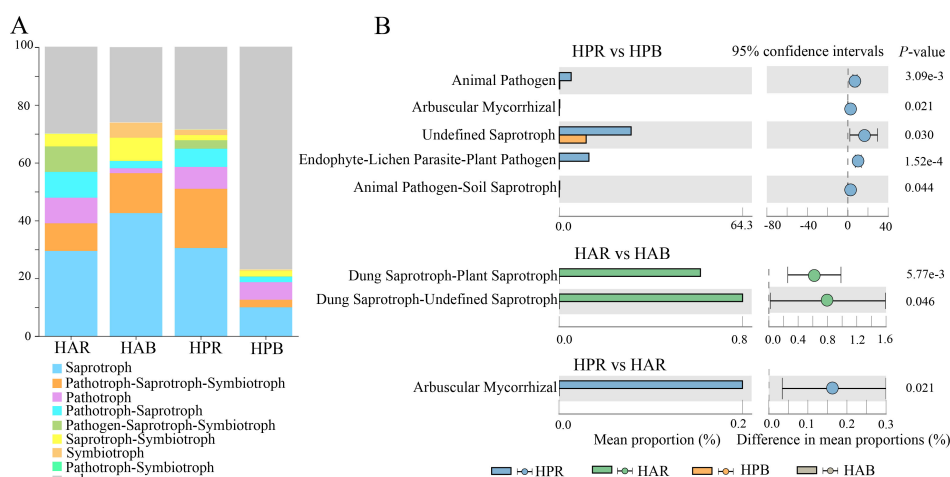 A
100
80
60
40
20
0
HAR HAB HPR HPB
Saprotroph
Pathotroph-Saprotroph-Symbiotroph
Pathotroph
Pathotroph-Saprotroph
Pathogen-Saprotroph-Symbiotroph
Saprotroph-Symbiotroph
Symbiotroph
Pathotroph-Symbiotroph
B
HPR vs HPB 95% confidence intervals P-value
Animal Pathogen 3.09e-3
Arbuscular Mycorrhizal 0.021
Undefined Saprotroph 0.030
Endophyte-Lichen Parasite-Plant Pathogen 1.52e-4
Animal Pathogen-Soil Saprotroph 0.044
0.0 64.3 -80 -40 0 40
HAR vs HAB
Dung Saprotroph-Plant Saprotroph 5.77e-3
Dung Saprotroph-Undefined Saprotroph 0.046
0.0 0.8 0.0 0.4 0.8 1.2 1.6
HPR vs HAR
Arbuscular Mycorrhizal 0.021
0.0 0.2 0.0 0.1 0.2 0.3
Mean proportion (%) Difference in mean proportions (%)
HPR HAR HPB HAB